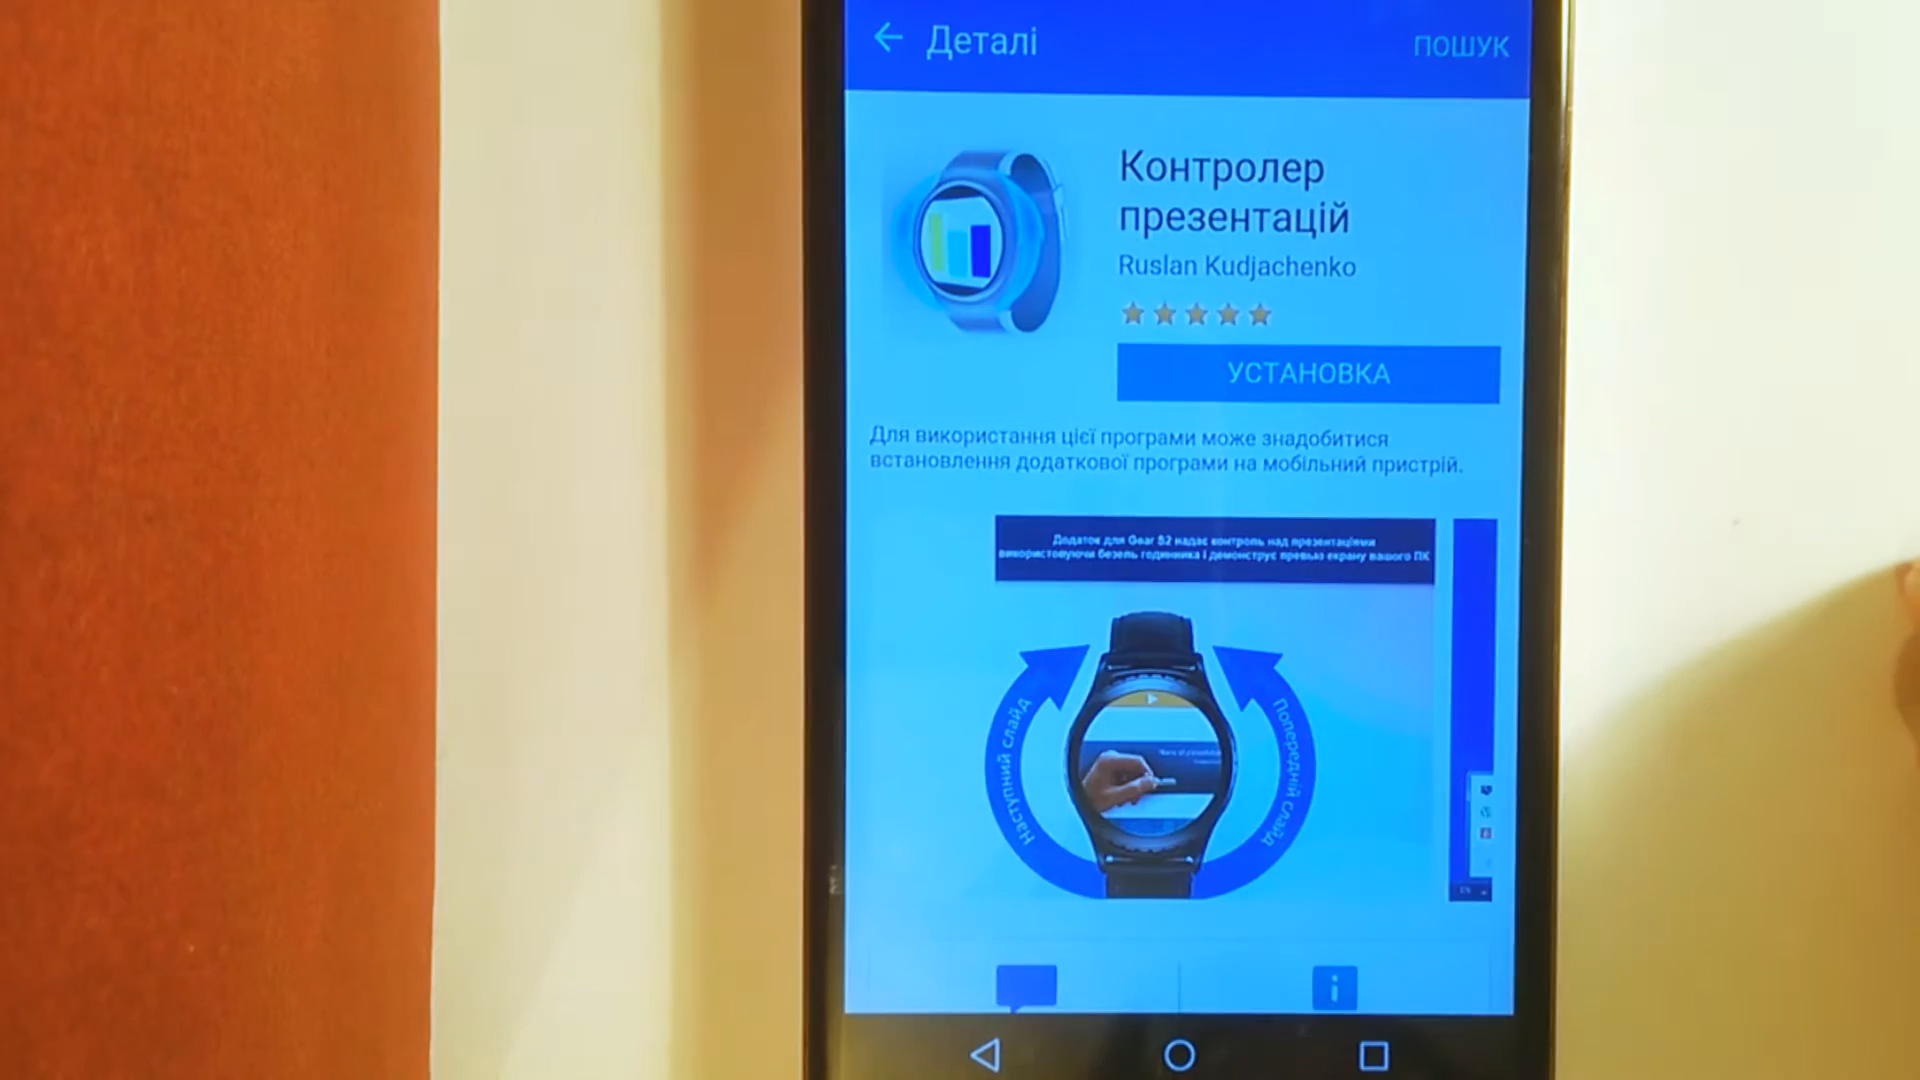 Деталі
ПОШУК
Контролер
презентацій
Ruslan Kudjachenko
УСТАНОВКА
Для використання цієї програми може знадобитися
встановлення додаткової програми на мобільний пристрій.
Додаток для Gear S2 надає контроль над презентаціями
використовуючи безель годинника і демонструє превью екрану вашого ПК
Наступний слайд
Попередній слайд
EN